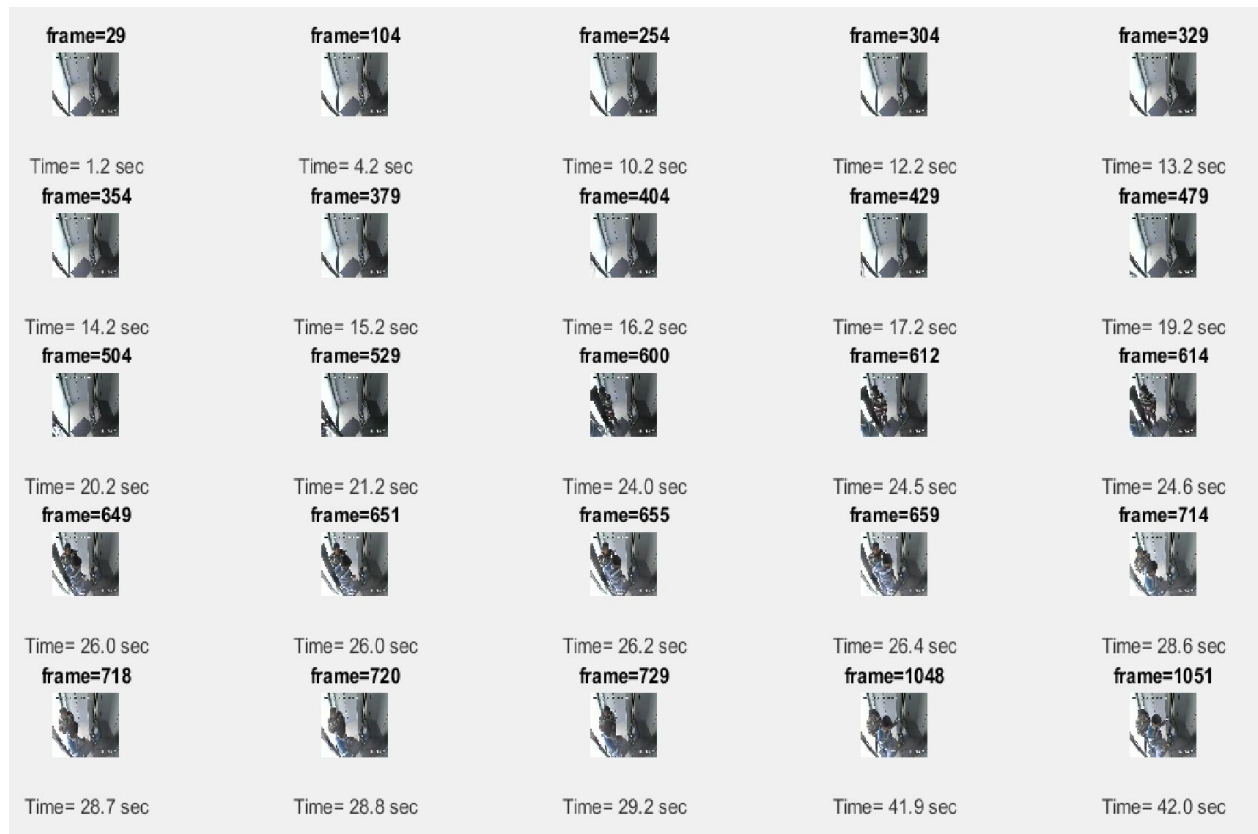 frame=29 frame=104 frame=254 frame=304 frame=329
Time= 1.2 sec Time= 4.2 sec Time= 10.2 sec Time= 12.2 sec Time= 13.2 sec
frame=354 frame=379 frame=404 frame=429 frame=479
Time= 14.2 sec Time= 15.2 sec Time= 16.2 sec Time= 17.2 sec Time= 19.2 sec
frame=504 frame=529 frame=600 frame=612 frame=614
Time= 20.2 sec Time= 21.2 sec Time= 24.0 sec Time= 24.5 sec Time= 24.6 sec
frame=649 frame=651 frame=655 frame=659 frame=714
Time= 26.0 sec Time= 26.0 sec Time= 26.2 sec Time= 26.4 sec Time= 28.6 sec
frame=718 frame=720 frame=729 frame=1048 frame=1051
Time= 28.7 sec Time= 28.8 sec Time= 29.2 sec Time= 41.9 sec Time= 42.0 sec